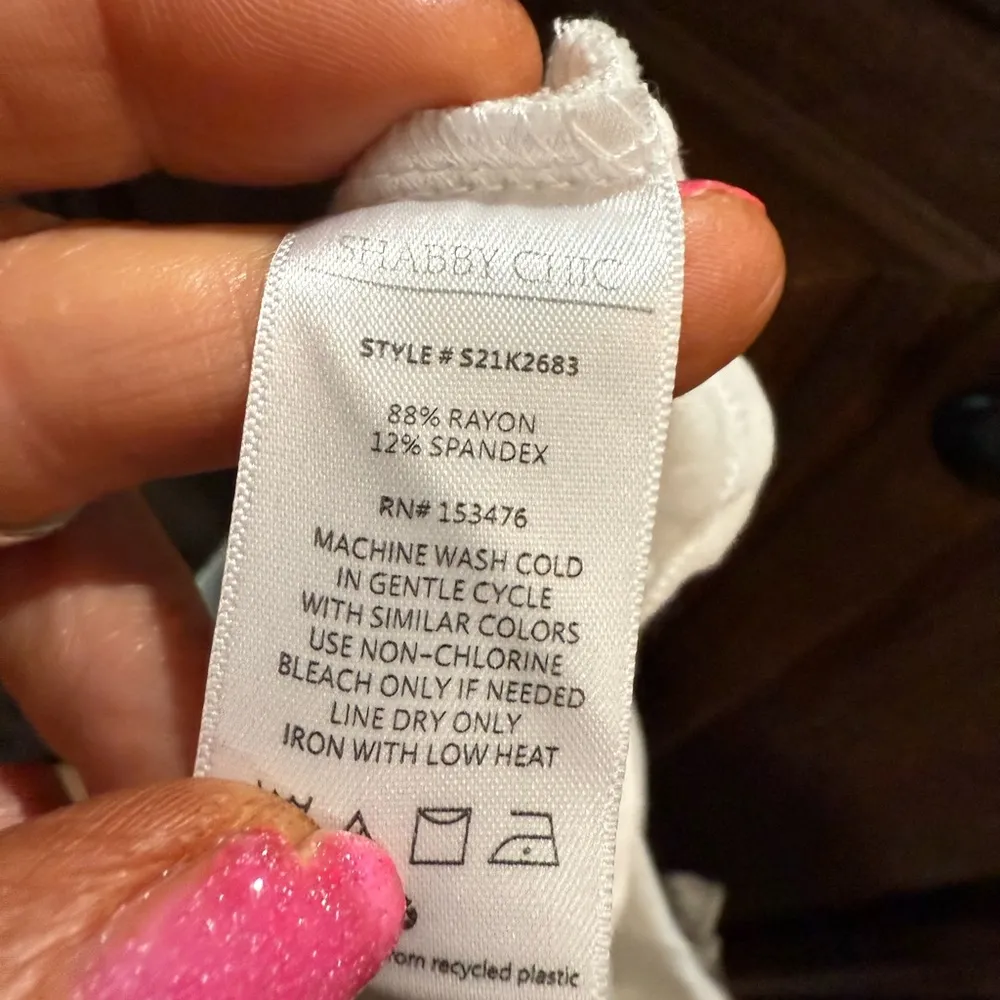 SHABBY CHIC
STYLE # S21K2683
88% RAYON
12% SPANDEX
RN# 153476
MACHINE WASH COLD
IN GENTLE CYCLE
WITH SIMILAR COLORS
USE NON-CHLORINE
BLEACH ONLY IF NEEDED
LINE DRY ONLY
IRON WITH LOW HEAT
from recycled plastic